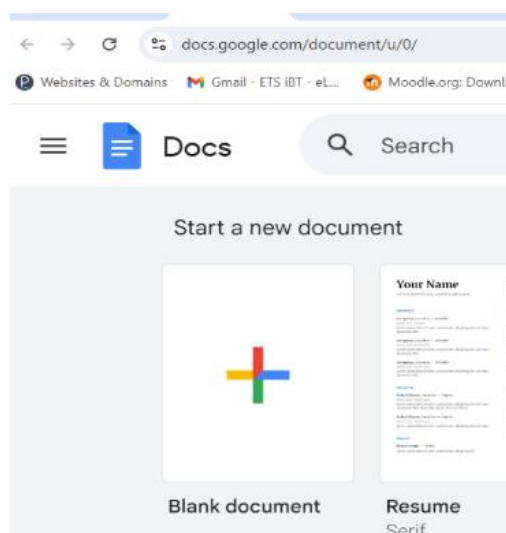 docs.google.com/document/u/0/
Websites & Domains Gmail - ETS iBT - eL... Moodle.org: Downl
Docs Search
Start a new document
Your Name
Blank document Resume
Serif